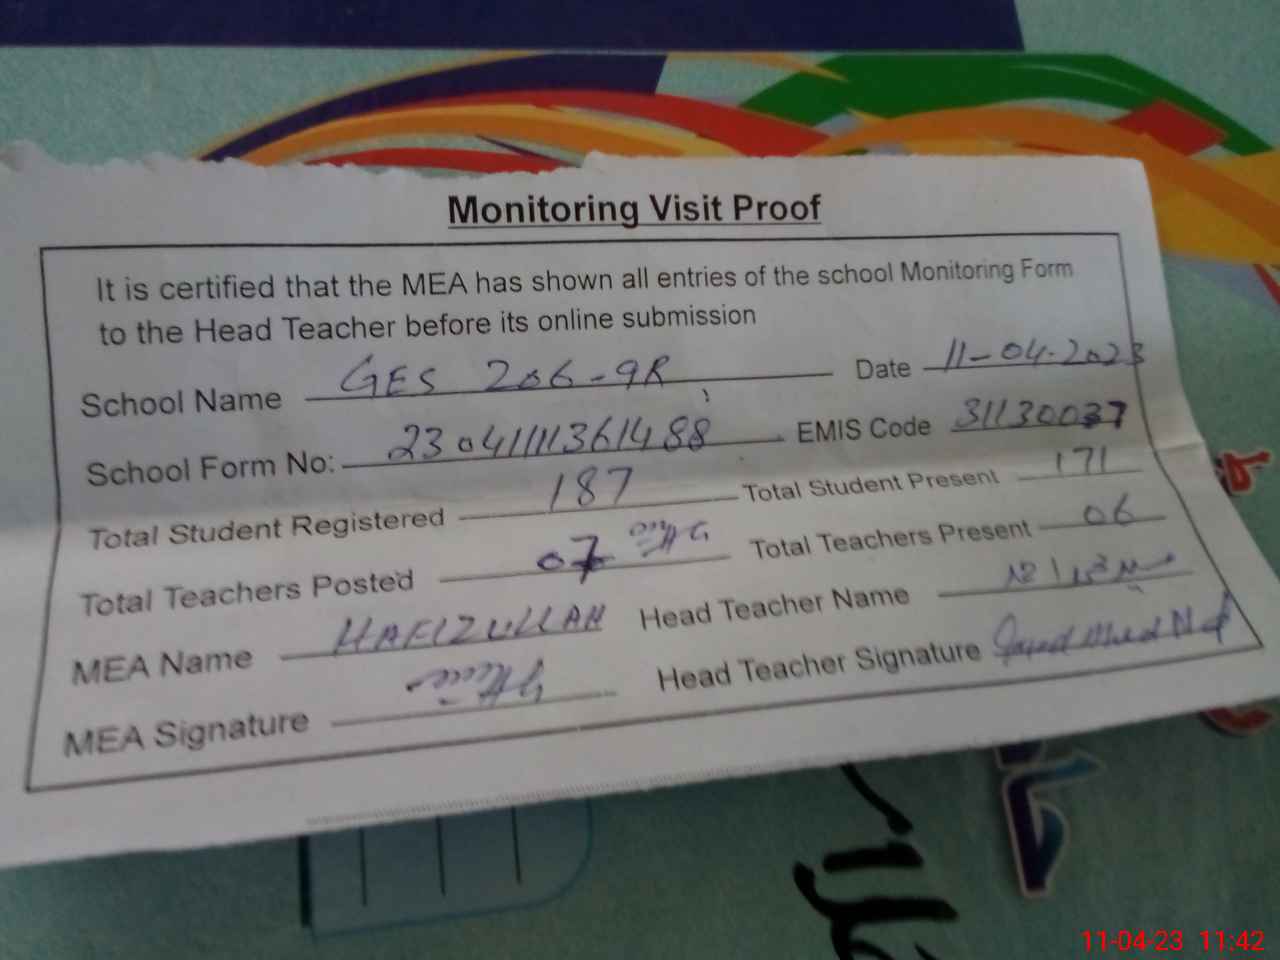 Monitoring Visit Proof
It is certified that the MEA has shown all entries of the school Monitoring Form
to the Head Teacher before its online submission
School Name GES 206-9R Date 11-04-2023
School Form No: 230411111361488 EMIS Code 31130037
Total Student Registered 187 Total Student Present 171
Total Teachers Posted 07 Total Teachers Present 06
MEA Name HAFIZULLAH Head Teacher Name
MEA Signature Head Teacher Signature
11-04-23 11:42